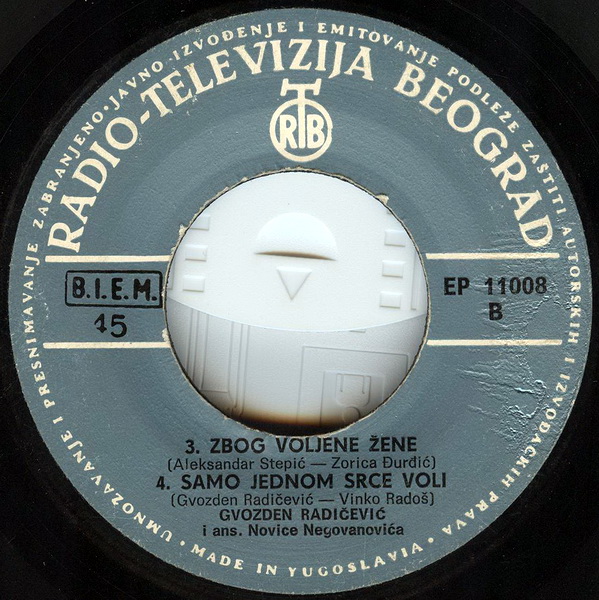 UMNOŽAVANJE I PRESNIMAVANJE ZABRANJENO · JAVNO IZVOĐENJE I EMITOVANJE PODLEŽE ZAŠTITI AUTORSKIH I IZVOĐAČKIH PRAVA ·
RADIO-TELEVIZIJA BEOGRAD
RTB
B.I.E.M.
45
EP 11008
B
3. ZBOG VOLJENE ŽENE
(Aleksandar Stepić — Zorica Đurđić)
4. SAMO JEDNOM SRCE VOLI
(Gvozden Radičević — Vinko Radoš)
GVOZDEN RADIČEVIĆ
i ans. Novice Negovanovića
· MADE IN YUGOSLAVIA ·